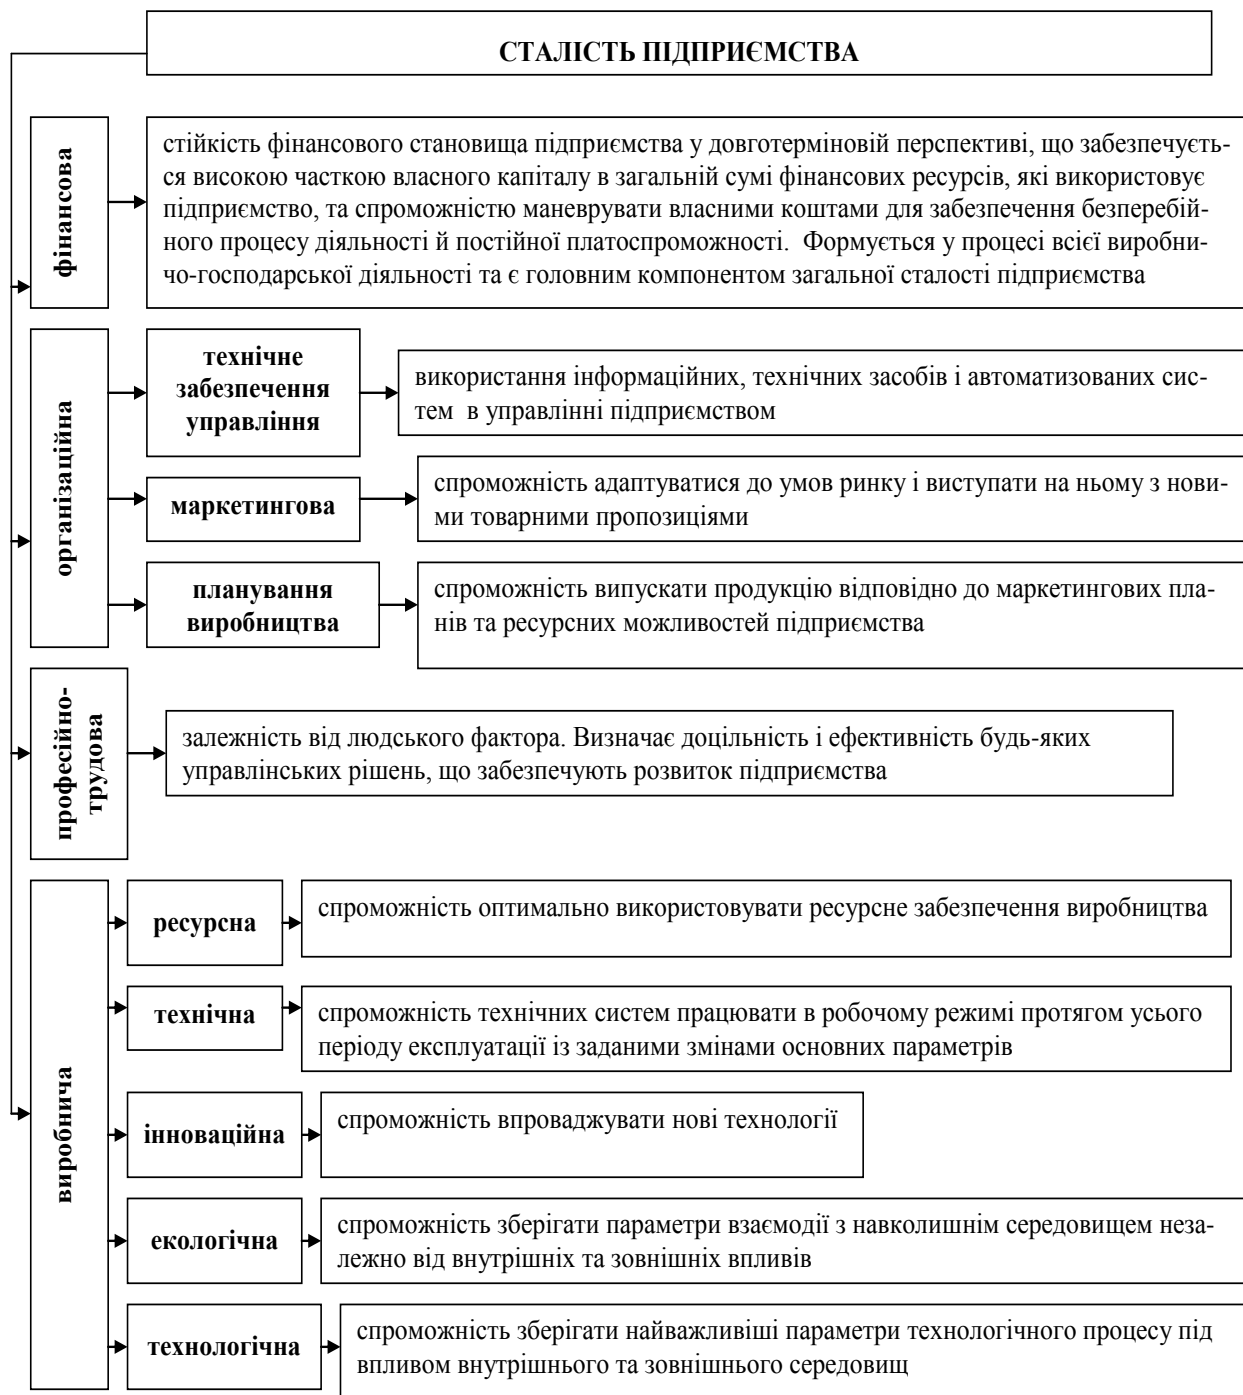 СТАЛІСТЬ ПІДПРИЄМСТВА
фінансова
стійкість фінансового становища підприємства у довготерміновій перспективі, що забезпечуєть-
ся високою часткою власного капіталу в загальній сумі фінансових ресурсів, які використовує
підприємство, та спроможністю маневрувати власними коштами для забезпечення безперебій-
ного процесу діяльності й постійної платоспроможності. Формується у процесі всієї виробни-
чо-господарської діяльності та є головним компонентом загальної сталості підприємства
організаційна
технічне
забезпечення
управління
використання інформаційних, технічних засобів і автоматизованих сис-
тем в управлінні підприємством
маркетингова
спроможність адаптуватися до умов ринку і виступати на ньому з нови-
ми товарними пропозиціями
планування
виробництва
спроможність випускати продукцію відповідно до маркетингових пла-
нів та ресурсних можливостей підприємства
професійно-
трудова
залежність від людського фактора. Визначає доцільність і ефективність будь-яких
управлінських рішень, що забезпечують розвиток підприємства
виробнича
ресурсна
спроможність оптимально використовувати ресурсне забезпечення виробництва
технічна
спроможність технічних систем працювати в робочому режимі протягом усього
періоду експлуатації із заданими змінами основних параметрів
інноваційна
спроможність впроваджувати нові технології
екологічна
спроможність зберігати параметри взаємодії з навколишнім середовищем неза-
лежно від внутрішніх та зовнішніх впливів
технологічна
спроможність зберігати найважливіші параметри технологічного процесу під
впливом внутрішнього та зовнішнього середовищ